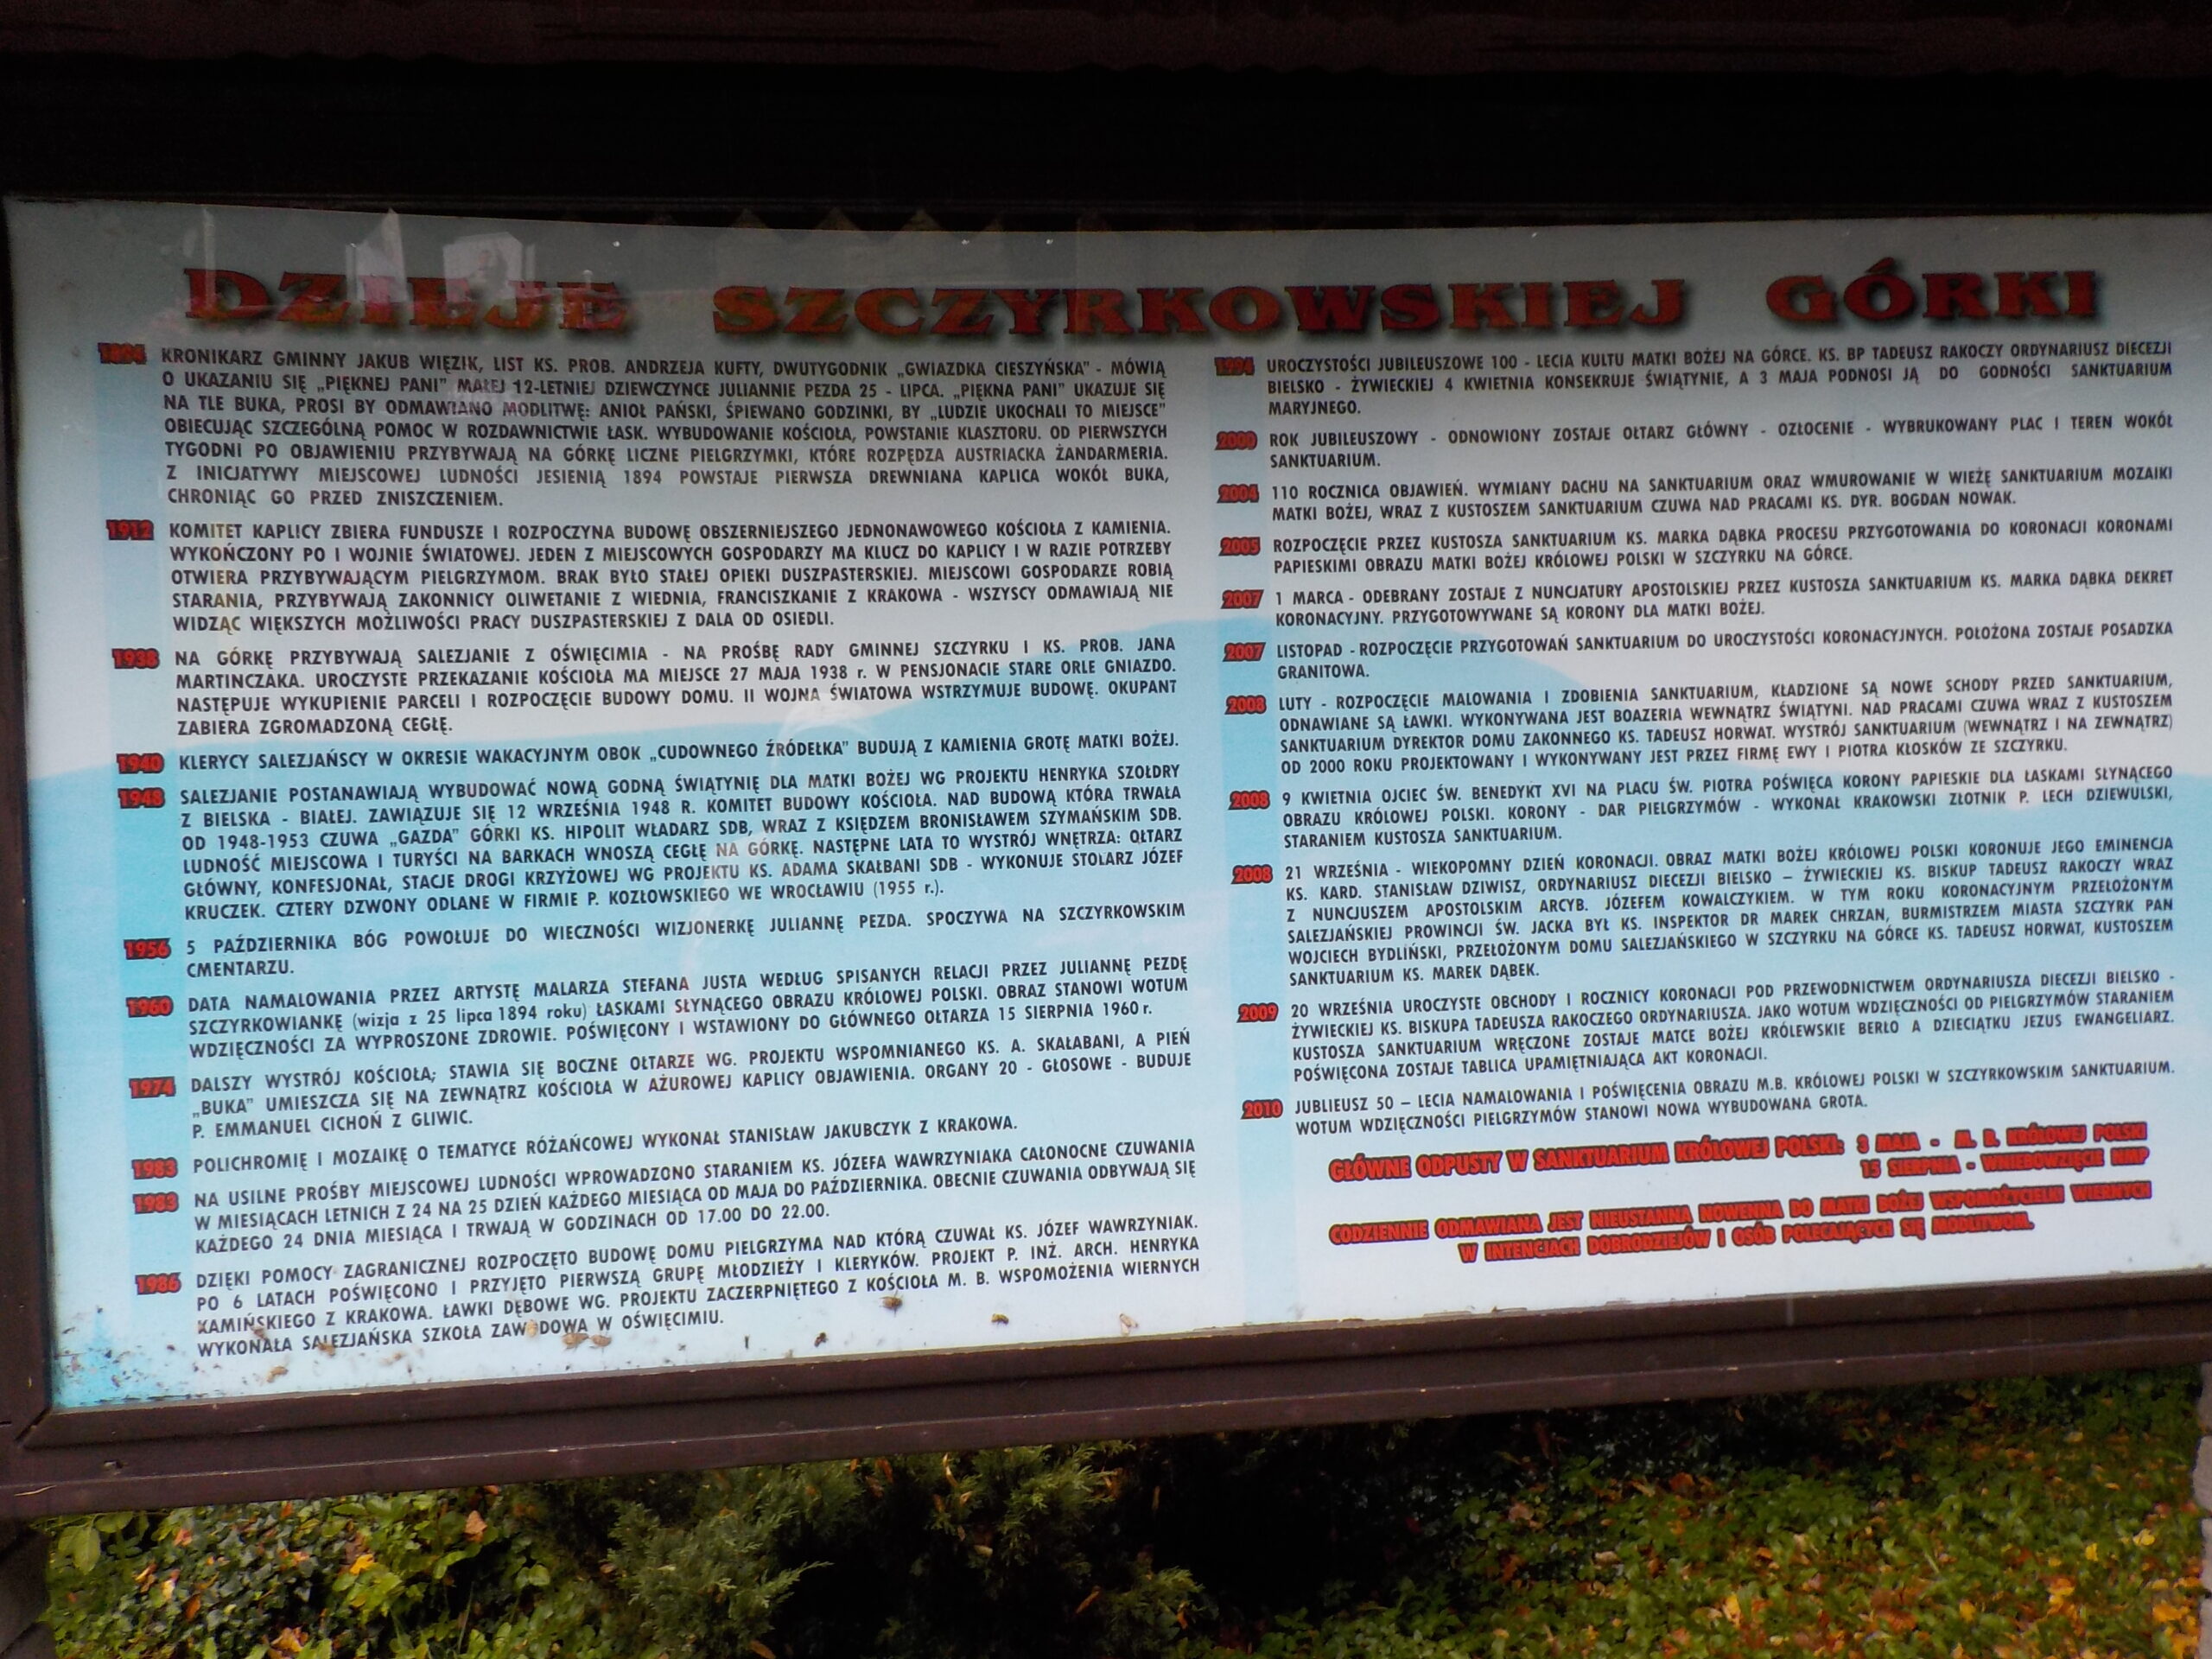 DZIEJE SZCZYRKOWSKIEJ GÓRKI
1894 KRONIKARZ GMINNY JAKUB WIĘZIK, LIST KS. PROB. ANDRZEJA KUFTY, DWUTYGODNIK „GWIAZDKA CIESZYŃSKA" - MÓWIĄ
O UKAZANIU SIĘ „PIĘKNEJ PANI" MAŁEJ 12-LETNIEJ DZIEWCZYNCE JULIANNIE PEZDA 25 - LIPCA. „PIĘKNA PANI" UKAZUJE SIĘ
NA TLE BUKA, PROSI BY ODMAWIANO MODLITWĘ: ANIOŁ PAŃSKI, ŚPIEWANO GODZINKI, BY „LUDZIE UKOCHALI TO MIEJSCE"
OBIECUJĄC SZCZEGÓLNĄ POMOC W ROZDAWNICTWIE ŁASK. WYBUDOWANIE KOŚCIOŁA, POWSTANIE KLASZTORU. OD PIERWSZYCH
TYGODNI PO OBJAWIENIU PRZYBYWAJĄ NA GÓRKĘ LICZNE PIELGRZYMKI, KTÓRE ROZPĘDZA AUSTRIACKA ŻANDARMERIA.
Z INICJATYWY MIEJSCOWEJ LUDNOŚCI JESIENIĄ 1894 POWSTAJE PIERWSZA DREWNIANA KAPLICA WOKÓŁ BUKA,
CHRONIĄC GO PRZED ZNISZCZENIEM.
1912 KOMITET KAPLICY ZBIERA FUNDUSZE I ROZPOCZYNA BUDOWĘ OBSZERNIEJSZEGO JEDNONAWOWEGO KOŚCIOŁA Z KAMIENIA.
WYKOŃCZONY PO I WOJNIE ŚWIATOWEJ. JEDEN Z MIEJSCOWYCH GOSPODARZY MA KLUCZ DO KAPLICY I W RAZIE POTRZEBY
OTWIERA PRZYBYWAJĄCYM PIELGRZYMOM. BRAK BYŁO STAŁEJ OPIEKI DUSZPASTERSKIEJ. MIEJSCOWI GOSPODARZE ROBIĄ
STARANIA, PRZYBYWAJĄ ZAKONNICY OLIWETANIE Z WIEDNIA, FRANCISZKANIE Z KRAKOWA - WSZYSCY ODMAWIAJĄ NIE
WIDZĄC WIĘKSZYCH MOŻLIWOŚCI PRACY DUSZPASTERSKIEJ Z DALA OD OSIEDLI.
1938 NA GÓRKĘ PRZYBYWAJĄ SALEZJANIE Z OŚWIĘCIMIA - NA PROŚBĘ RADY GMINNEJ SZCZYRKU I KS. PROB. JANA
MARTINCZAKA. UROCZYSTE PRZEKAZANIE KOŚCIOŁA MA MIEJSCE 27 MAJA 1938 r. W PENSJONACIE STARE ORLE GNIAZDO.
NASTĘPUJE WYKUPIENIE PARCELI I ROZPOCZĘCIE BUDOWY DOMU. II WOJNA ŚWIATOWA WSTRZYMUJE BUDOWĘ. OKUPANT
ZABIERA ZGROMADZONĄ CEGŁĘ.
1940 KLERYCY SALEZJAŃSCY W OKRESIE WAKACYJNYM OBOK „CUDOWNEGO ŹRÓDEŁKA" BUDUJĄ Z KAMIENIA GROTĘ MATKI BOŻEJ.
1948 SALEZJANIE POSTANAWIAJĄ WYBUDOWAĆ NOWĄ GODNĄ ŚWIĄTYNIĘ DLA MATKI BOŻEJ WG PROJEKTU HENRYKA SZOŁDRY
Z BIELSKA - BIAŁEJ. ZAWIĄZUJE SIĘ 12 WRZEŚNIA 1948 R. KOMITET BUDOWY KOŚCIOŁA. NAD BUDOWĄ KTÓRA TRWAŁA
OD 1948-1953 CZUWA „GAZDA" GÓRKI KS. HIPOLIT WŁADARZ SDB, WRAZ Z KSIĘDZEM BRONISŁAWEM SZYMAŃSKIM SDB.
LUDNOŚĆ MIEJSCOWA I TURYŚCI NA BARKACH WNOSZĄ CEGŁĘ NA GÓRKĘ. NASTĘPNE LATA TO WYSTRÓJ WNĘTRZA: OŁTARZ
GŁÓWNY, KONFESJONAŁ, STACJE DROGI KRZYŻOWEJ WG PROJEKTU KS. ADAMA SKAŁBANI SDB - WYKONUJE STOLARZ JÓZEF
KRUCZEK. CZTERY DZWONY ODLANE W FIRMIE P. KOZŁOWSKIEGO WE WROCŁAWIU (1955 r.).
1956 5 PAŹDZIERNIKA BÓG POWOŁUJE DO WIECZNOŚCI WIZJONERKĘ JULIANNĘ PEZDA. SPOCZYWA NA SZCZYRKOWSKIM
CMENTARZU.
1960 DATA NAMALOWANIA PRZEZ ARTYSTĘ MALARZA STEFANA JUSTA WEDŁUG SPISANYCH RELACJI PRZEZ JULIANNĘ PEZDĘ
SZCZYRKOWIANKĘ (wizja z 25 lipca 1894 roku) ŁASKAMI SŁYNĄCEGO OBRAZU KRÓLOWEJ POLSKI. OBRAZ STANOWI WOTUM
WDZIĘCZNOŚCI ZA WYPROSZONE ZDROWIE. POŚWIĘCONY I WSTAWIONY DO GŁÓWNEGO OŁTARZA 15 SIERPNIA 1960 r.
1974 DALSZY WYSTRÓJ KOŚCIOŁA; STAWIA SIĘ BOCZNE OŁTARZE WG. PROJEKTU WSPOMNIANEGO KS. A. SKAŁABANI, A PIEŃ
„BUKA" UMIESZCZA SIĘ NA ZEWNĄTRZ KOŚCIOŁA W AŻUROWEJ KAPLICY OBJAWIENIA. ORGANY 20 - GŁOSOWE - BUDUJE
P. EMMANUEL CICHOŃ Z GLIWIC.
1983 POLICHROMIĘ I MOZAIKĘ O TEMATYCE RÓŻAŃCOWEJ WYKONAŁ STANISŁAW JAKUBCZYK Z KRAKOWA.
1983 NA USILNE PROŚBY MIEJSCOWEJ LUDNOŚCI WPROWADZONO STARANIEM KS. JÓZEFA WAWRZYNIAKA CAŁONOCNE CZUWANIA
W MIESIĄCACH LETNICH Z 24 NA 25 DZIEŃ KAŻDEGO MIESIĄCA OD MAJA DO PAŹDZIERNIKA. OBECNIE CZUWANIA ODBYWAJĄ SIĘ
KAŻDEGO 24 DNIA MIESIĄCA I TRWAJĄ W GODZINACH OD 17.00 DO 22.00.
1986 DZIĘKI POMOCY ZAGRANICZNEJ ROZPOCZĘTO BUDOWĘ DOMU PIELGRZYMA NAD KTÓRĄ CZUWAŁ KS. JÓZEF WAWRZYNIAK.
PO 6 LATACH POŚWIĘCONO I PRZYJĘTO PIERWSZĄ GRUPĘ MŁODZIEŻY I KLERYKÓW. PROJEKT P. INŻ. ARCH. HENRYKA
KAMIŃSKIEGO Z KRAKOWA. ŁAWKI DĘBOWE WG. PROJEKTU ZACZERPNIĘTEGO Z KOŚCIOŁA M. B. WSPOMOŻENIA WIERNYCH
WYKONAŁA SALEZJAŃSKA SZKOŁA ZAWODOWA W OŚWIĘCIMIU.
1994 UROCZYSTOŚCI JUBILEUSZOWE 100 - LECIA KULTU MATKI BOŻEJ NA GÓRCE. KS. BP TADEUSZ RAKOCZY ORDYNARIUSZ DIECEZJI
BIELSKO - ŻYWIECKIEJ 4 KWIETNIA KONSEKRUJE ŚWIĄTYNIE, A 3 MAJA PODNOSI JĄ DO GODNOŚCI SANKTUARIUM
MARYJNEGO.
2000 ROK JUBILEUSZOWY - ODNOWIONY ZOSTAJE OŁTARZ GŁÓWNY - OZŁOCENIE - WYBRUKOWANY PLAC I TEREN WOKÓŁ
SANKTUARIUM.
2004 110 ROCZNICA OBJAWIEŃ. WYMIANY DACHU NA SANKTUARIUM ORAZ WMUROWANIE W WIEŻĘ SANKTUARIUM MOZAIKI
MATKI BOŻEJ, WRAZ Z KUSTOSZEM SANKTUARIUM CZUWA NAD PRACAMI KS. DYR. BOGDAN NOWAK.
2005 ROZPOCZĘCIE PRZEZ KUSTOSZA SANKTUARIUM KS. MARKA DĄBKA PROCESU PRZYGOTOWANIA DO KORONACJI KORONAMI
PAPIESKIMI OBRAZU MATKI BOŻEJ KRÓLOWEJ POLSKI W SZCZYRKU NA GÓRCE.
2007 1 MARCA - ODEBRANY ZOSTAJE Z NUNCJATURY APOSTOLSKIEJ PRZEZ KUSTOSZA SANKTUARIUM KS. MARKA DĄBKA DEKRET
KORONACYJNY. PRZYGOTOWYWANE SĄ KORONY DLA MATKI BOŻEJ.
2007 LISTOPAD - ROZPOCZĘCIE PRZYGOTOWAŃ SANKTUARIUM DO UROCZYSTOŚCI KORONACYJNYCH. POŁOŻONA ZOSTAJE POSADZKA
GRANITOWA.
2008 LUTY - ROZPOCZĘCIE MALOWANIA I ZDOBIENIA SANKTUARIUM, KŁADZIONE SĄ NOWE SCHODY PRZED SANKTUARIUM,
ODNAWIANE SĄ ŁAWKI. WYKONYWANA JEST BOAZERIA WEWNĄTRZ ŚWIĄTYNI. NAD PRACAMI CZUWA WRAZ Z KUSTOSZEM
SANKTUARIUM DYREKTOR DOMU ZAKONNEGO KS. TADEUSZ HORWAT. WYSTRÓJ SANKTUARIUM (WEWNĄTRZ I NA ZEWNĄTRZ)
OD 2000 ROKU PROJEKTOWANY I WYKONYWANY JEST PRZEZ FIRMĘ EWY I PIOTRA KŁOSKÓW ZE SZCZYRKU.
2008 9 KWIETNIA OJCIEC ŚW. BENEDYKT XVI NA PLACU ŚW. PIOTRA POŚWIĘCA KORONY PAPIESKIE DLA ŁASKAMI SŁYNĄCEGO
OBRAZU KRÓLOWEJ POLSKI. KORONY - DAR PIELGRZYMÓW - WYKONAŁ KRAKOWSKI ZŁOTNIK P. LECH DZIEWULSKI,
STARANIEM KUSTOSZA SANKTUARIUM.
2008 21 WRZEŚNIA - WIEKOPOMNY DZIEŃ KORONACJI. OBRAZ MATKI BOŻEJ KRÓLOWEJ POLSKI KORONUJE JEGO EMINENCJA
KS. KARD. STANISŁAW DZIWISZ, ORDYNARIUSZ DIECEZJI BIELSKO – ŻYWIECKIEJ KS. BISKUP TADEUSZ RAKOCZY WRAZ
Z NUNCJUSZEM APOSTOLSKIM ARCYB. JÓZEFEM KOWALCZYKIEM. W TYM ROKU KORONACYJNYM PRZEŁOŻONYM
SALEZJAŃSKIEJ PROWINCJI ŚW. JACKA BYŁ KS. INSPEKTOR DR MAREK CHRZAN, BURMISTRZEM MIASTA SZCZYRK PAN
WOJCIECH BYDLIŃSKI, PRZEŁOŻONYM DOMU SALEZJAŃSKIEGO W SZCZYRKU NA GÓRCE KS. TADEUSZ HORWAT, KUSTOSZEM
SANKTUARIUM KS. MAREK DĄBEK.
2009 20 WRZEŚNIA UROCZYSTE OBCHODY I ROCZNICY KORONACJI POD PRZEWODNICTWEM ORDYNARIUSZA DIECEZJI BIELSKO -
ŻYWIECKIEJ KS. BISKUPA TADEUSZA RAKOCZEGO ORDYNARIUSZA. JAKO WOTUM WDZIĘCZNOŚCI OD PIELGRZYMÓW STARANIEM
KUSTOSZA SANKTUARIUM WRĘCZONE ZOSTAJE MATCE BOŻEJ KRÓLEWSKIE BERŁO A DZIECIĄTKU JEZUS EWANGELIARZ.
POŚWIĘCONA ZOSTAJE TABLICA UPAMIĘTNIAJĄCA AKT KORONACJI.
2010 JUBLIEUSZ 50 – LECIA NAMALOWANIA I POŚWIĘCENIA OBRAZU M.B. KRÓLOWEJ POLSKI W SZCZYRKOWSKIM SANKTUARIUM.
WOTUM WDZIĘCZNOŚCI PIELGRZYMÓW STANOWI NOWA WYBUDOWANA GROTA.
GŁÓWNE ODPUSTY W SANKTUARIUM KRÓLOWEJ POLSKI: 3 MAJA - M. B. KRÓLOWEJ POLSKI
15 SIERPNIA - WNIEBOWZIĘCIE NMP
CODZIENNIE ODMAWIANA JEST NIEUSTANNA NOWENNA DO MATKI BOŻEJ WSPOMOŻYCIELKI WIERNYCH
W INTENCJACH DOBRODZIEJÓW I OSÓB POLECAJĄCYCH SIĘ MODLITWOM.